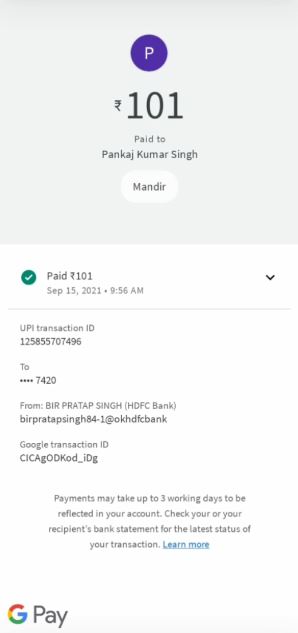 P
₹101
Paid to
Pankaj Kumar Singh
Mandir
Paid ₹101
Sep 15, 2021 • 9:56 AM
UPI transaction ID
125855707496
To
•••• 7420
From: BIR PRATAP SINGH (HDFC Bank)
birpratapsingh84-1@okhdfcbank
Google transaction ID
CICAgODKod_iDg
Payments may take up to 3 working days to be
reflected in your account. Check your or your
recipient's bank statement for the latest status of
your transaction. Learn more
G Pay